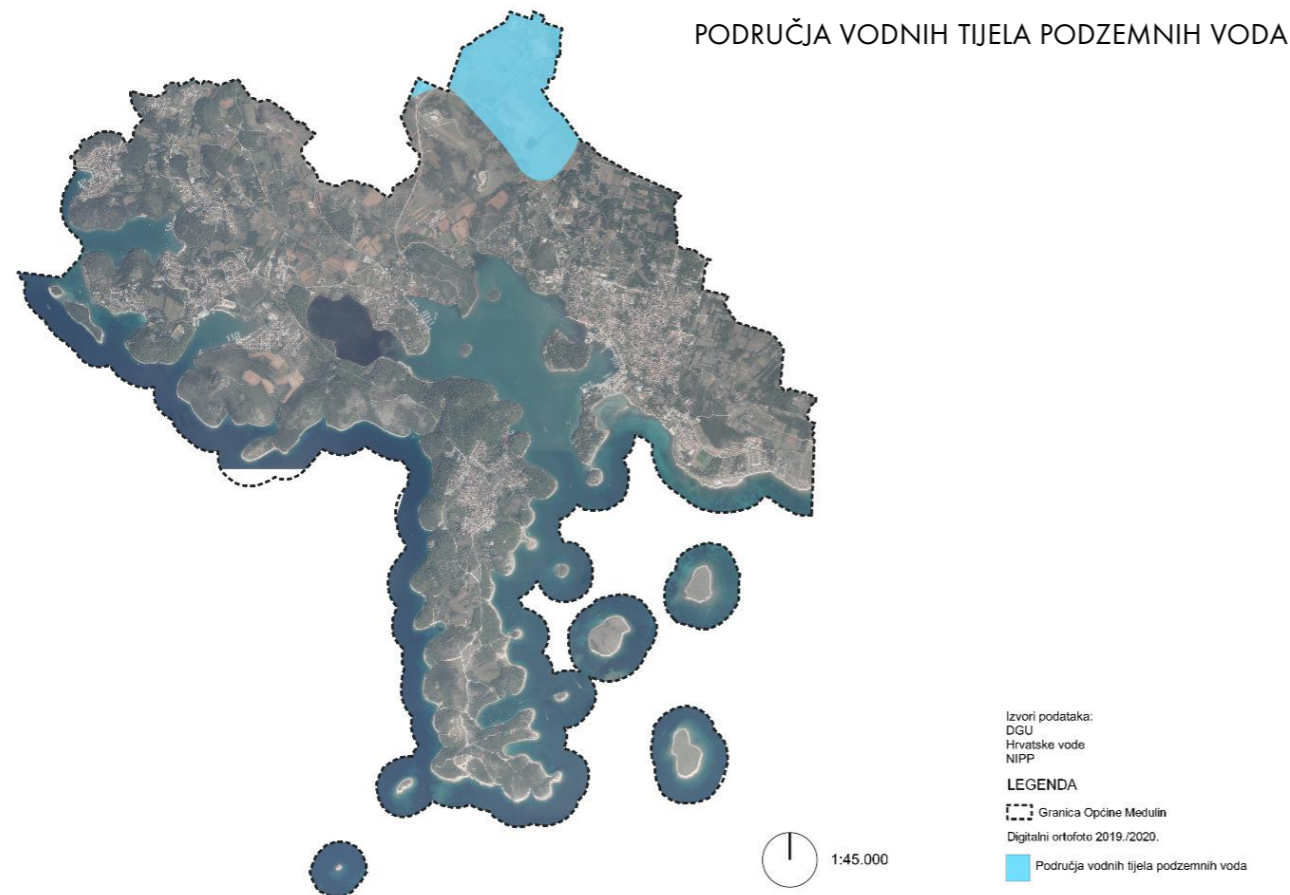 PODRUČJA VODNIH TIJELA PODZEMNIH VODA
Izvori podataka:
DGU
Hrvatske vode
NIPP
LEGENDA
Granica Općine Medulin
Digitalni ortofoto 2019./2020.
Područja vodnih tijela podzemnih voda
1:45.000